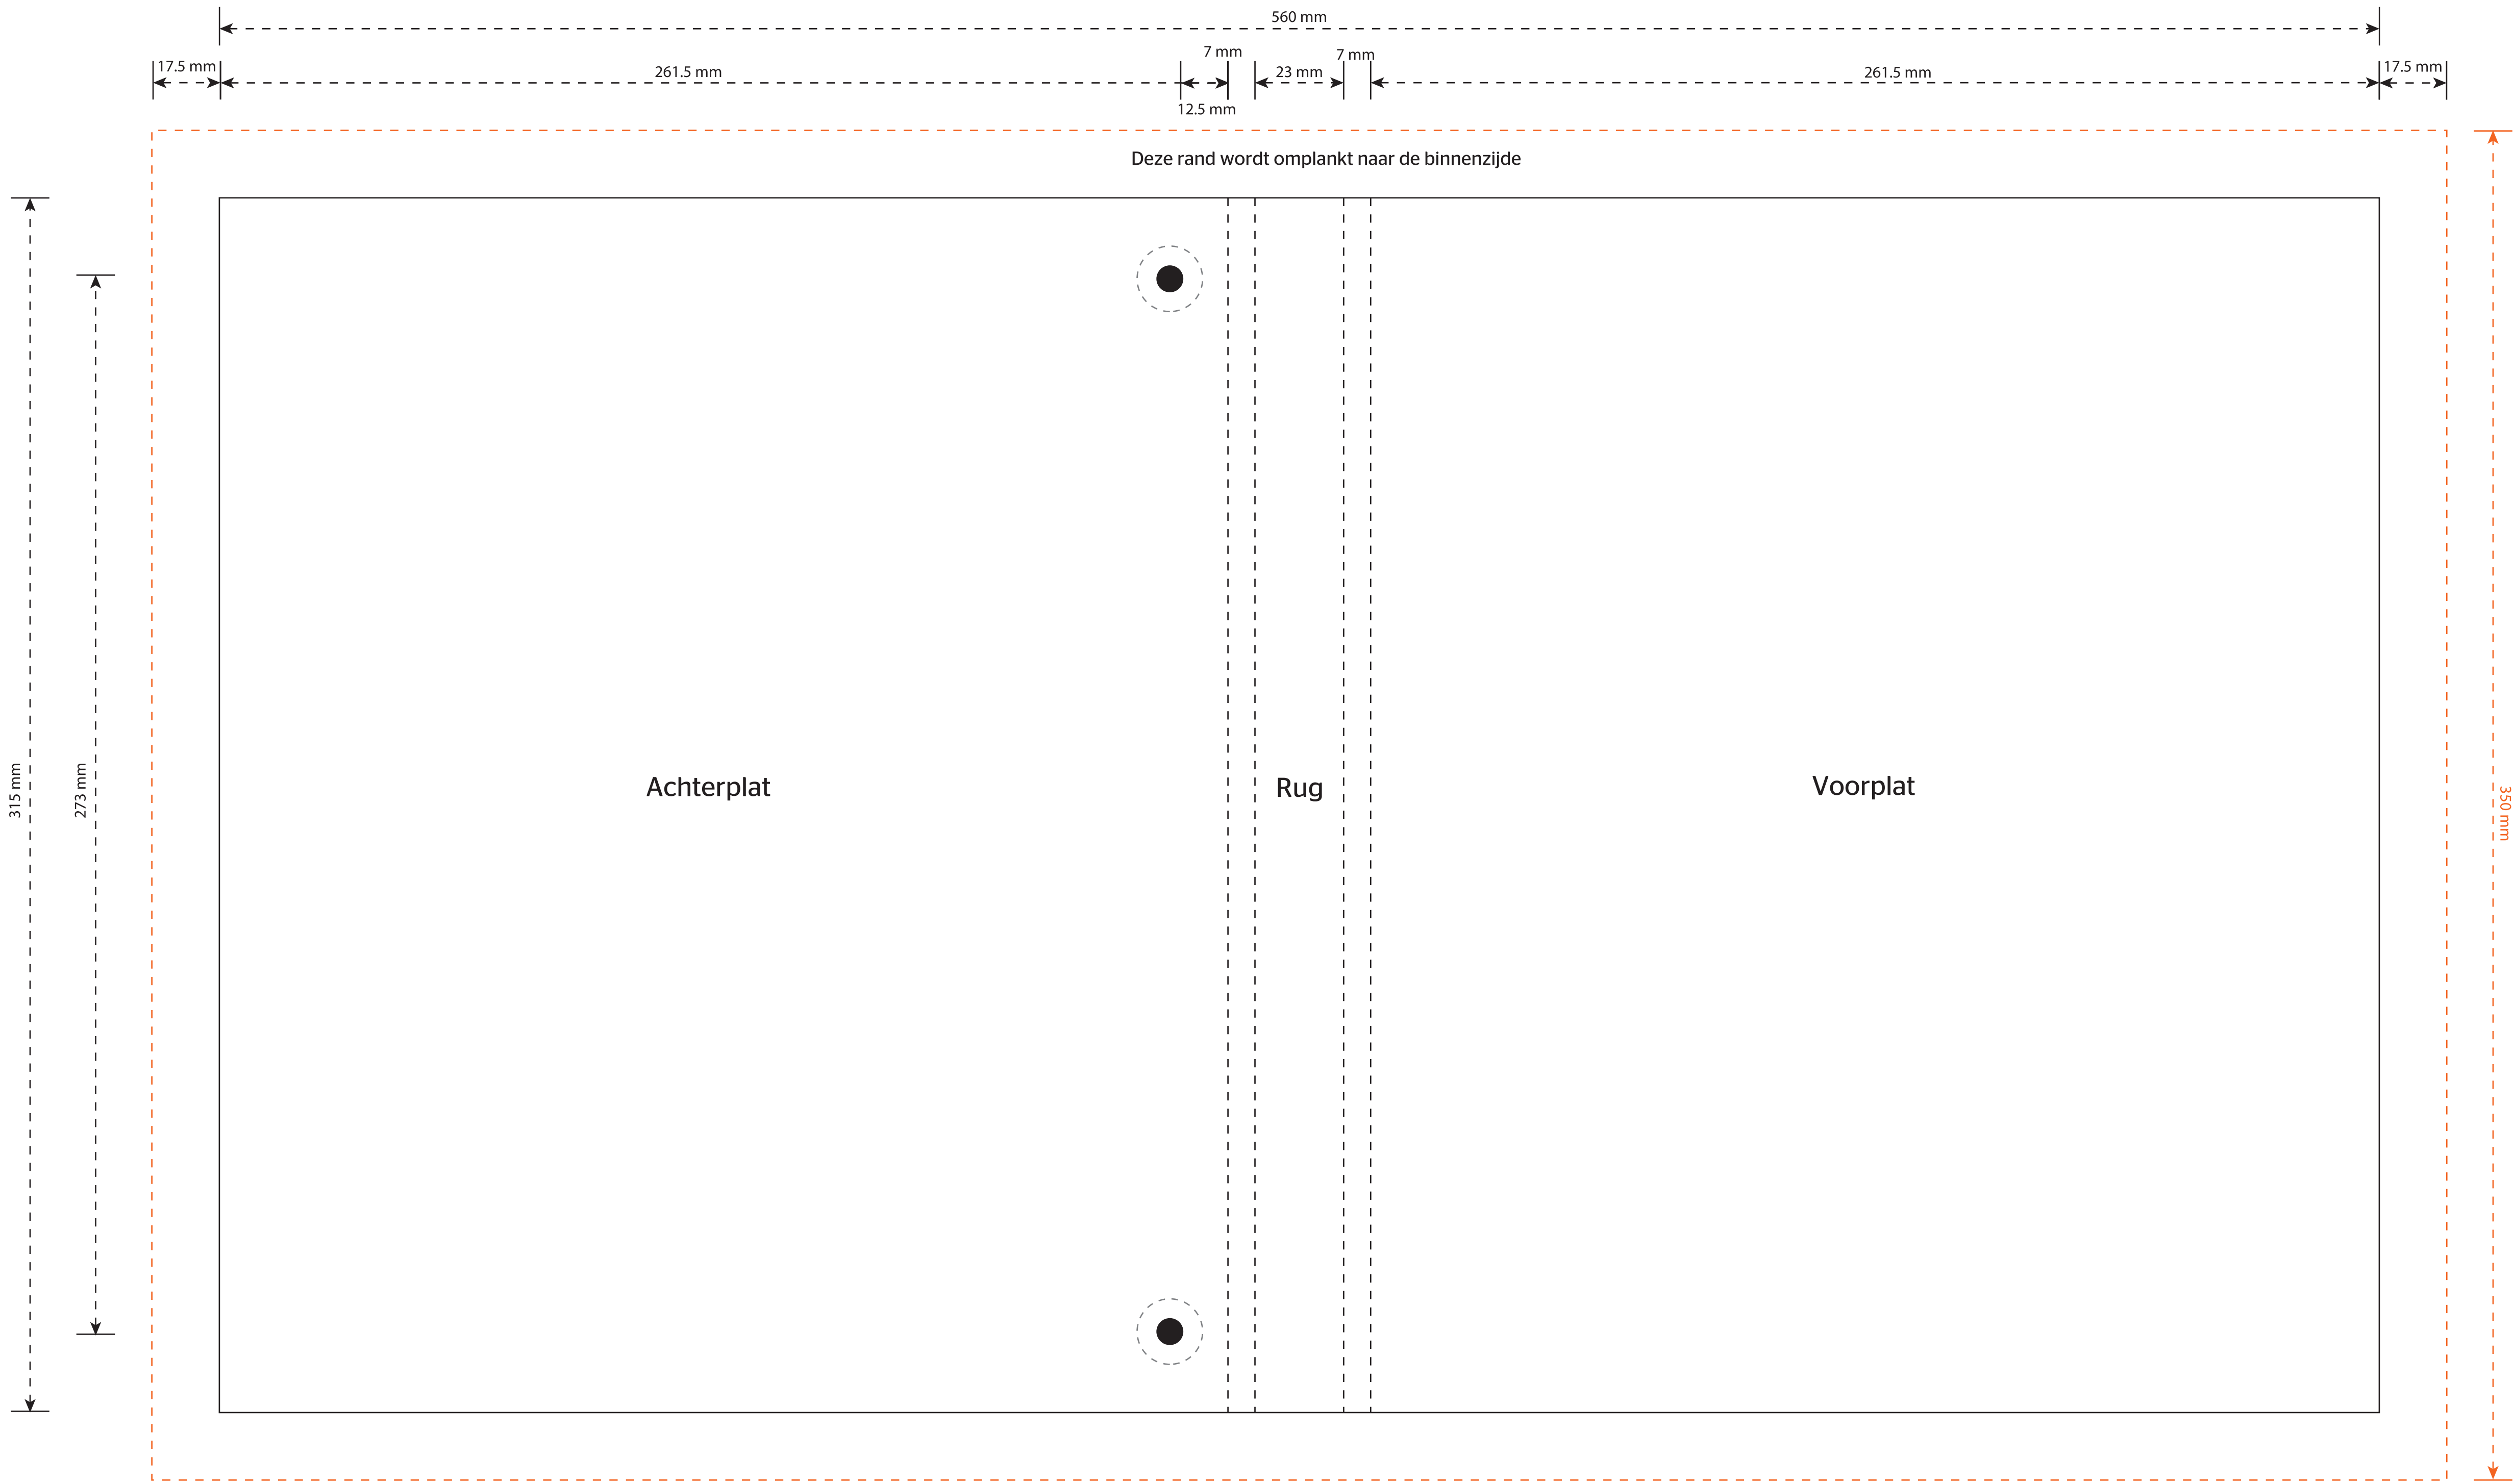 560 mm
7 mm
7 mm
17.5 mm
261.5 mm
23 mm
261.5 mm
17.5 mm
12.5 mm
Deze rand wordt omplankt naar de binnenzijde
315 mm
273 mm
Achterplat
Rug
Voorplat
350 mm